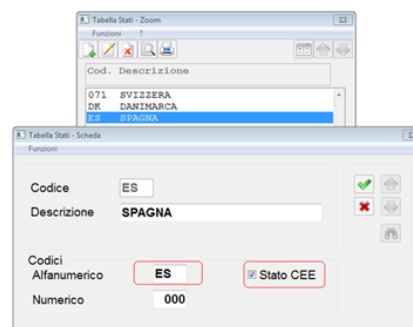 Tabella Stati - Zoom
Funzioni ?
Cod. Descrizione
071 SVIZZERA
DK DANIMARCA
ES SPAGNA
Tabella Stati - Scheda
Funzioni
Codice ES
Descrizione SPAGNA
Codici
Alfanumerico ES Stato CEE
Numerico 000